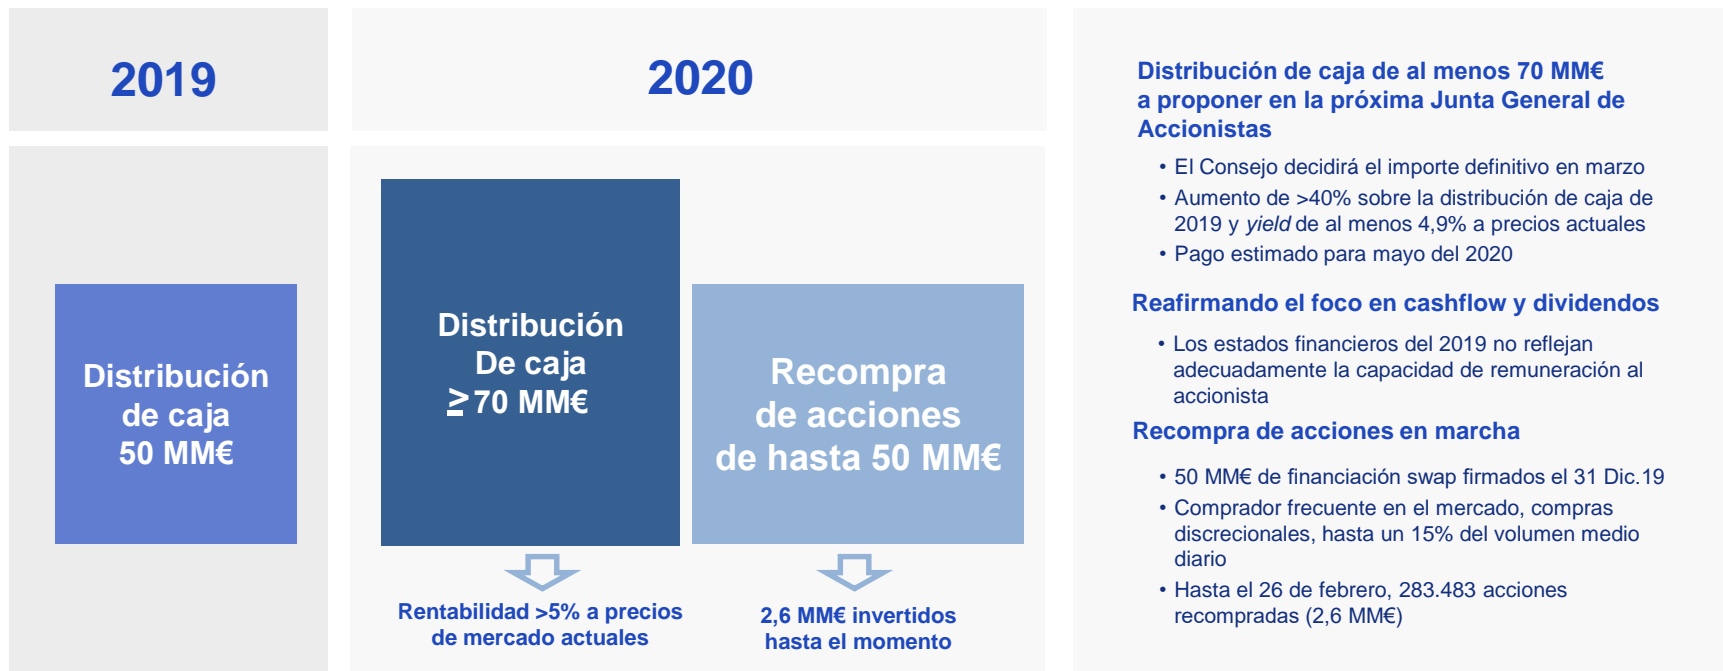 2019
Distribución
de caja
50 MM€
2020
Distribución
De caja
≥ 70 MM€
Recompra
de acciones
de hasta 50 MM€
Rentabilidad >5% a precios
de mercado actuales
2,6 MM€ invertidos
hasta el momento
Distribución de caja de al menos 70 MM€
a proponer en la próxima Junta General de
Accionistas
• El Consejo decidirá el importe definitivo en marzo
• Aumento de >40% sobre la distribución de caja de
2019 y yield de al menos 4,9% a precios actuales
• Pago estimado para mayo del 2020
Reafirmando el foco en cashflow y dividendos
• Los estados financieros del 2019 no reflejan
adecuadamente la capacidad de remuneración al
accionista
Recompra de acciones en marcha
• 50 MM€ de financiación swap firmados el 31 Dic.19
• Comprador frecuente en el mercado, compras
discrecionales, hasta un 15% del volumen medio
diario
• Hasta el 26 de febrero, 283.483 acciones
recompradas (2,6 MM€)